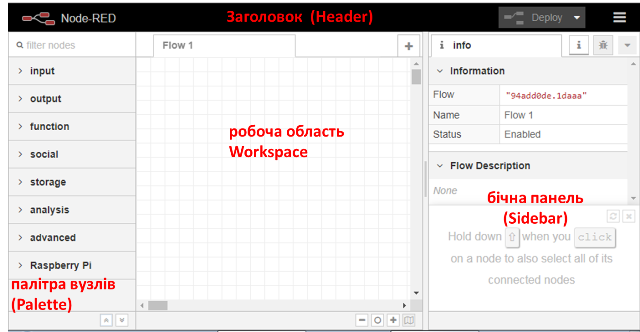 Node-RED
Заголовок (Header)
Deploy
filter nodes
Flow 1
info
input
output
function
social
storage
analysis
advanced
Raspberry Pi
палітра вузлів
(Palette)
робоча область
Workspace
Information
Flow "94add0de.1daaa"
Name Flow 1
Status Enabled
Flow Description
None
бічна панель
(Sidebar)
Hold down ⇧ when you click
on a node to also select all of its
connected nodes